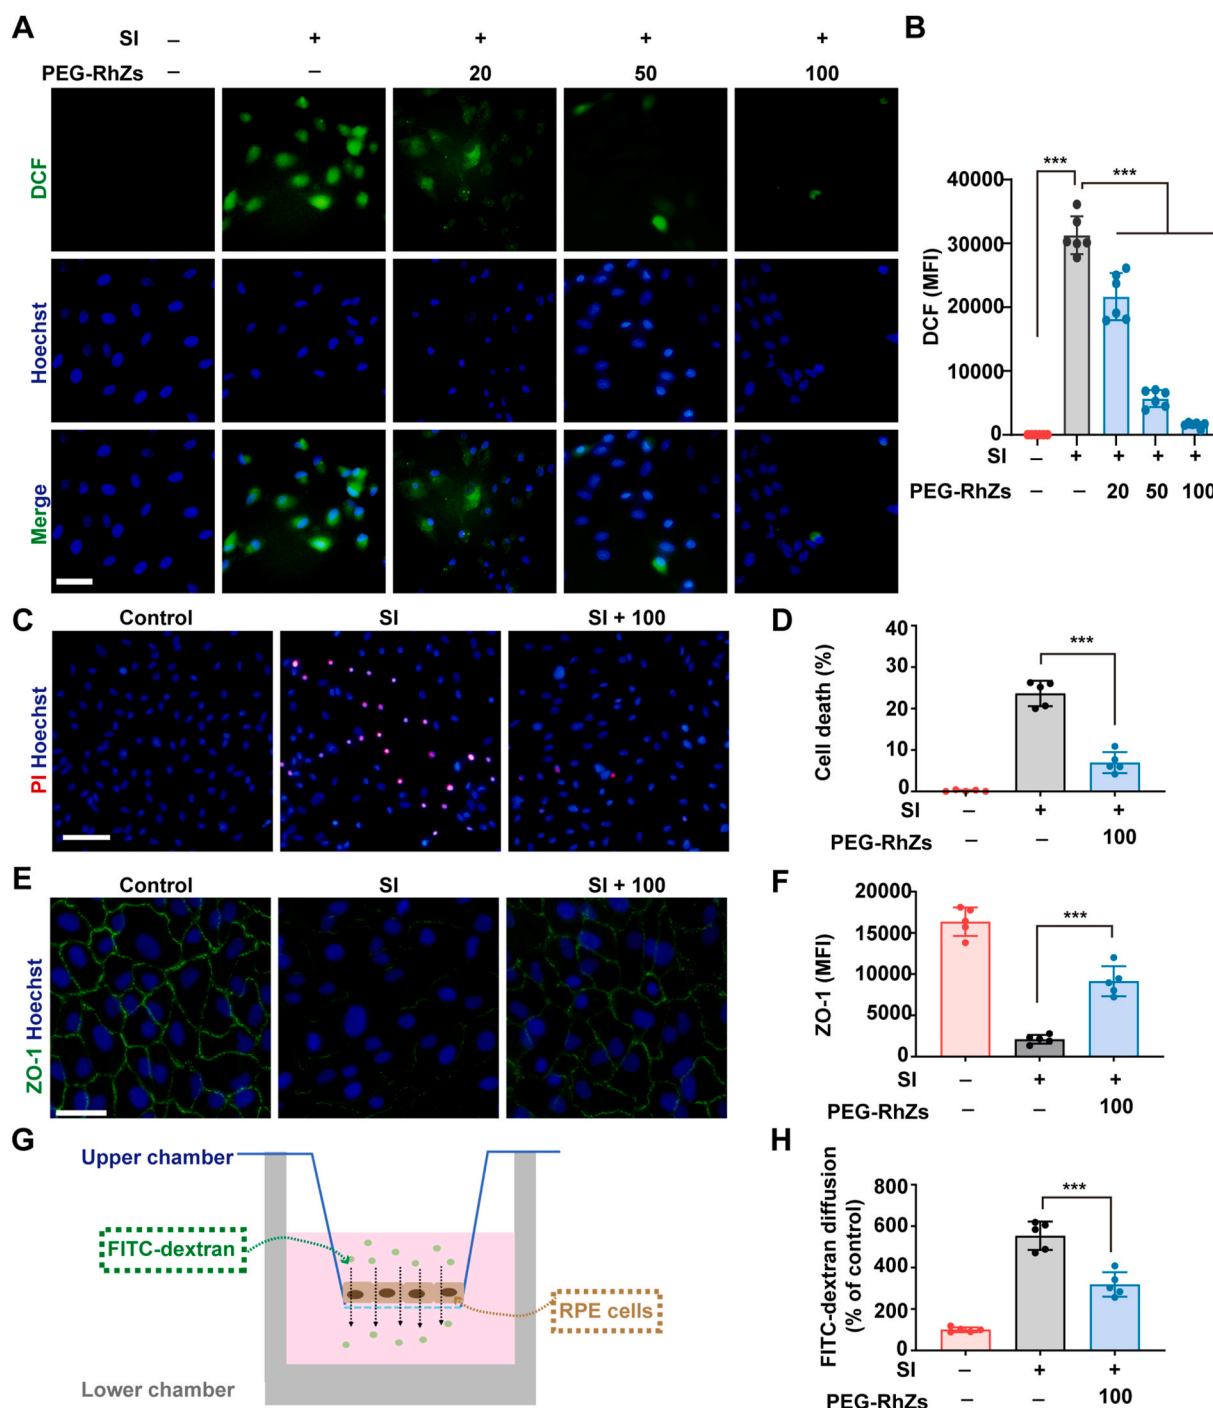 A
SI – + + + +
PEG-RhZs – – 20 50 100
DCF
Hoechst
Merge
B
DCF (MFI)
40000
30000
20000
10000
0
*** ***
SI – + + + +
PEG-RhZs – – 20 50 100
C
Control SI SI + 100
PI Hoechst
D
Cell death (%)
40
30
20
10
0
***
SI – + +
PEG-RhZs – – 100
E
Control SI SI + 100
ZO-1 Hoechst
F
ZO-1 (MFI)
20000
15000
10000
5000
0
***
SI – + +
PEG-RhZs – – 100
G
Upper chamber
FITC-dextran
RPE cells
Lower chamber
H
FITC-dextran diffusion
(% of control)
800
600
400
200
0
***
SI – + +
PEG-RhZs – – 100